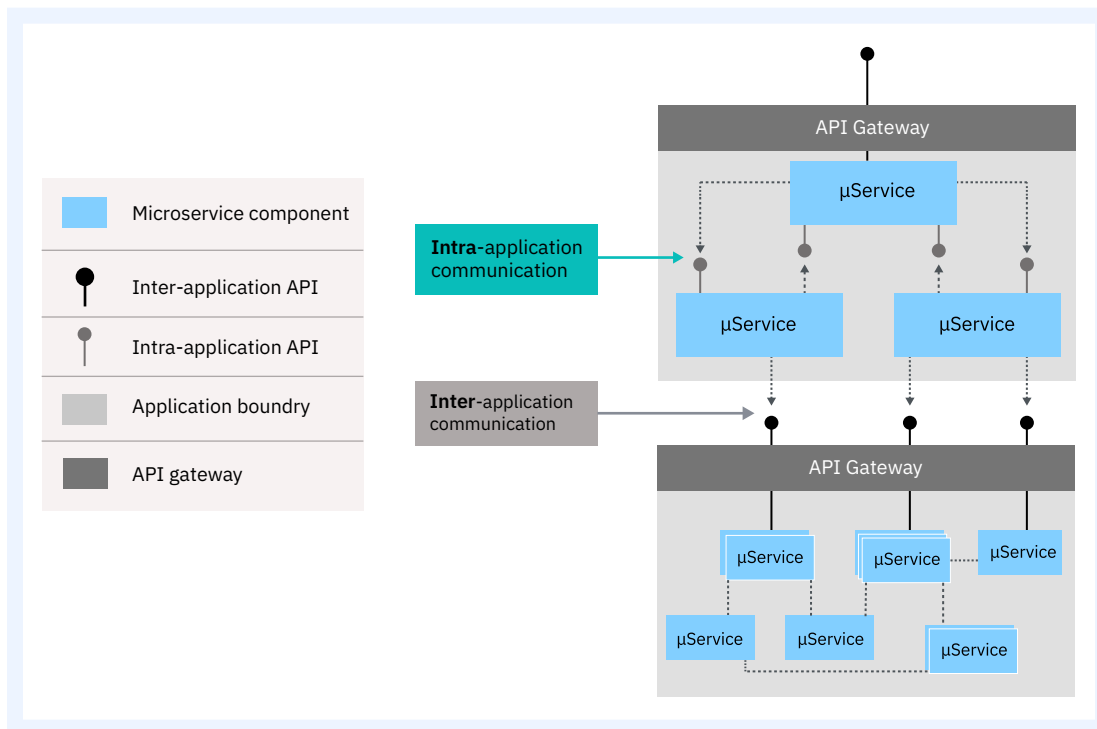 API Gateway
µService
Microservice component
Intra-application
communication
Inter-application API
µService
µService
Intra-application API
Inter-application
communication
Application boundry
API gateway
API Gateway
µService
µService
µService
µService
µService
µService